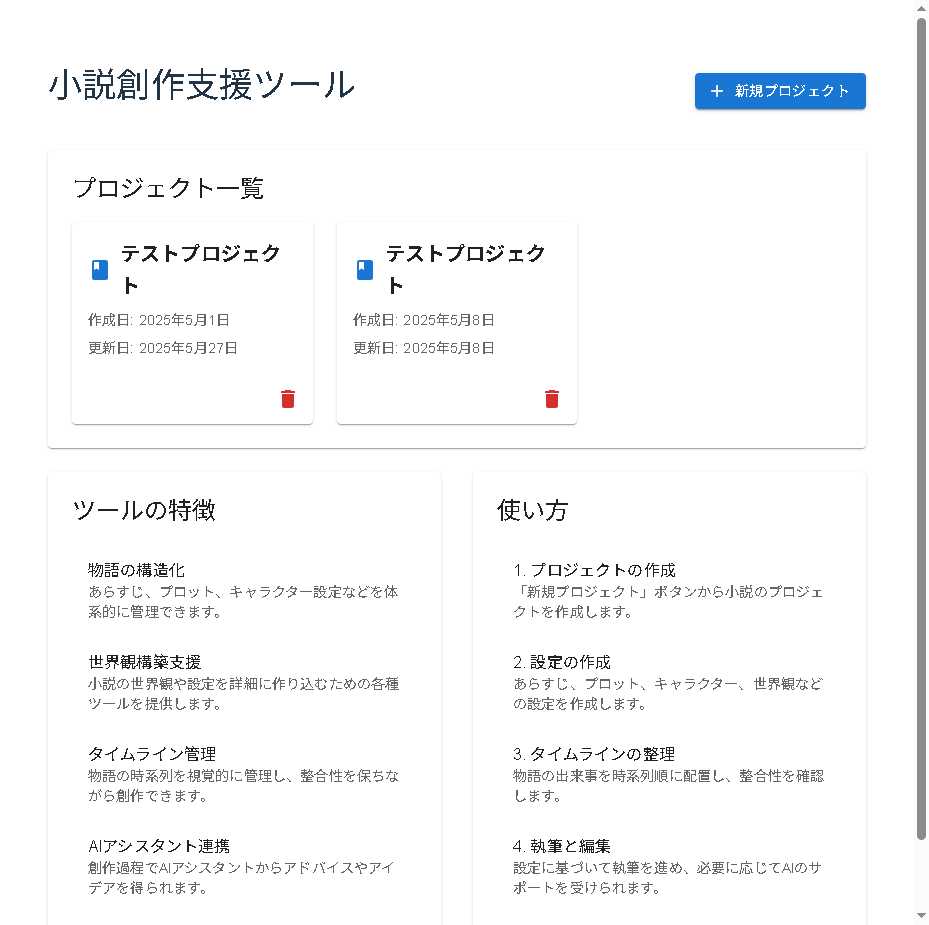 小説創作支援ツール
+ 新規プロジェクト
プロジェクト一覧
テストプロジェク
ト
作成日: 2025年5月1日
更新日: 2025年5月27日
テストプロジェク
ト
作成日: 2025年5月8日
更新日: 2025年5月8日
ツールの特徴
物語の構造化
あらすじ、プロット、キャラクター設定などを体
系的に管理できます。
世界観構築支援
小説の世界観や設定を詳細に作り込むための各種
ツールを提供します。
タイムライン管理
物語の時系列を視覚的に管理し、整合性を保ちな
がら創作できます。
AIアシスタント連携
創作過程でAIアシスタントからアドバイスやアイ
デアを得られます。
使い方
1. プロジェクトの作成
「新規プロジェクト」ボタンから小説のプロジェ
クトを作成します。
2. 設定の作成
あらすじ、プロット、キャラクター、世界観など
の設定を作成します。
3. タイムラインの整理
物語の出来事を時系列順に配置し、整合性を確認
します。
4. 執筆と編集
設定に基づいて執筆を進め、必要に応じてAIのサ
ポートを受けられます。